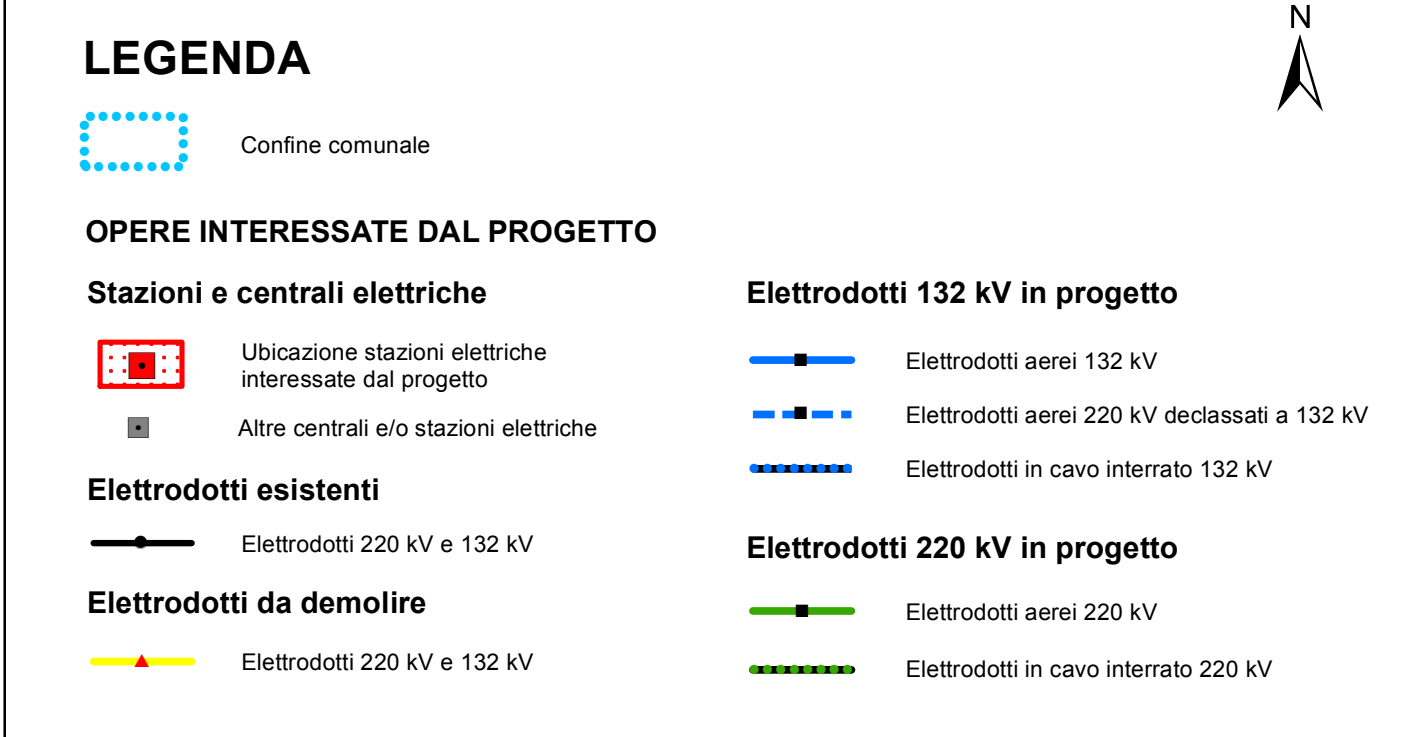 N
LEGENDA
Confine comunale
OPERE INTERESSATE DAL PROGETTO
Stazioni e centrali elettriche
Ubicazione stazioni elettriche
interessate dal progetto
Altre centrali e/o stazioni elettriche
Elettrodotti esistenti
Elettrodotti 220 kV e 132 kV
Elettrodotti da demolire
Elettrodotti 220 kV e 132 kV
Elettrodotti 132 kV in progetto
Elettrodotti aerei 132 kV
Elettrodotti aerei 220 kV declassati a 132 kV
Elettrodotti in cavo interrato 132 kV
Elettrodotti 220 kV in progetto
Elettrodotti aerei 220 kV
Elettrodotti in cavo interrato 220 kV